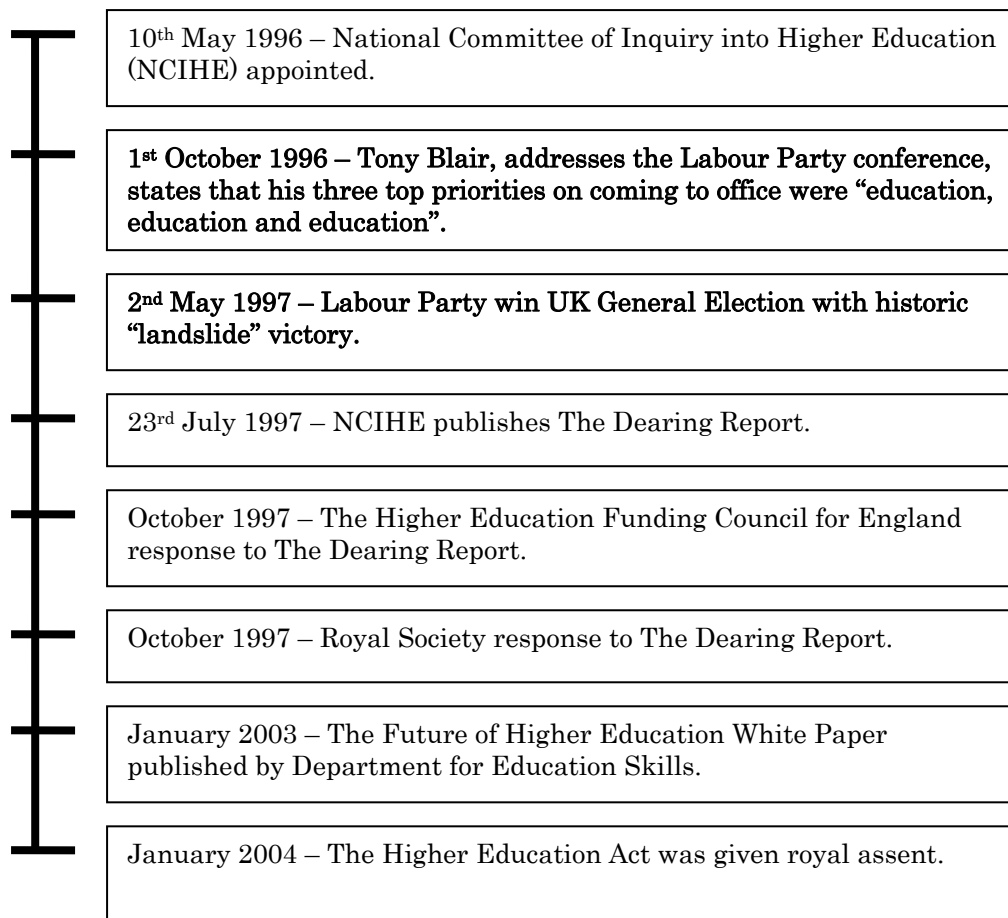 10th May 1996 – National Committee of Inquiry into Higher Education
(NCIHE) appointed.
1st October 1996 – Tony Blair, addresses the Labour Party conference,
states that his three top priorities on coming to office were “education,
education and education”.
2nd May 1997 – Labour Party win UK General Election with historic
“landslide” victory.
23rd July 1997 – NCIHE publishes The Dearing Report.
October 1997 – The Higher Education Funding Council for England
response to The Dearing Report.
October 1997 – Royal Society response to The Dearing Report.
January 2003 – The Future of Higher Education White Paper
published by Department for Education Skills.
January 2004 – The Higher Education Act was given royal assent.